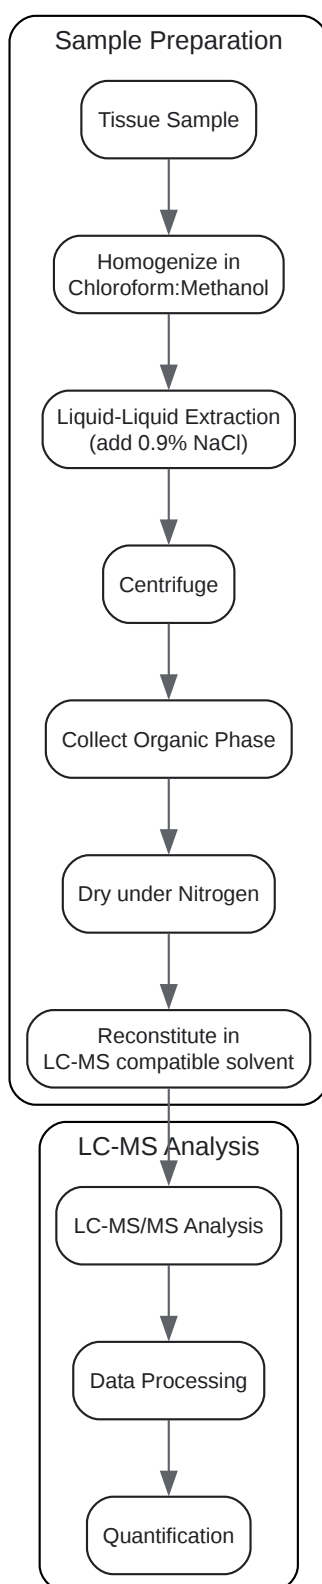 Sample Preparation
Tissue Sample
Homogenize in
Chloroform:Methanol
Liquid-Liquid Extraction
(add 0.9% NaCl)
Centrifuge
Collect Organic Phase
Dry under Nitrogen
Reconstitute in
LC-MS compatible solvent
LC-MS Analysis
LC-MS/MS Analysis
Data Processing
Quantification